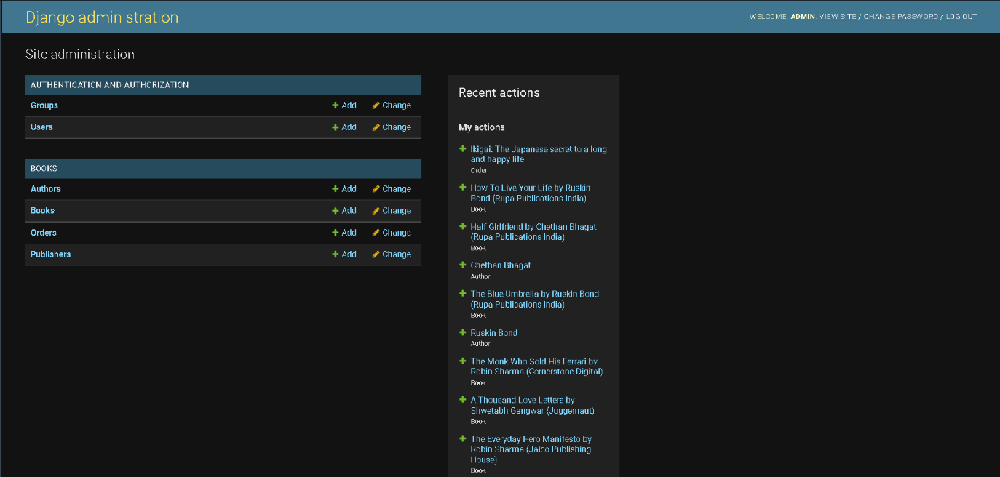 Django administration
WELCOME, ADMIN. VIEW SITE / CHANGE PASSWORD / LOG OUT
Site administration
AUTHENTICATION AND AUTHORIZATION
Groups Add Change
Users Add Change
BOOKS
Authors Add Change
Books Add Change
Orders Add Change
Publishers Add Change
Recent actions
My actions
Ikigai: The Japanese secret to a long
and happy life
Order
How To Live Your Life by Ruskin
Bond (Rupa Publications India)
Book
Half Girlfriend by Chethan Bhagat
(Rupa Publications India)
Book
Chethan Bhagat
Author
The Blue Umbrella by Ruskin Bond
(Rupa Publications India)
Book
Ruskin Bond
Author
The Monk Who Sold His Ferrari by
Robin Sharma (Cornerstone Digital)
Book
A Thousand Love Letters by
Shwetabh Gangwar (Juggernaut)
Book
The Everyday Hero Manifesto by
Robin Sharma (Jaico Publishing
House)
Book